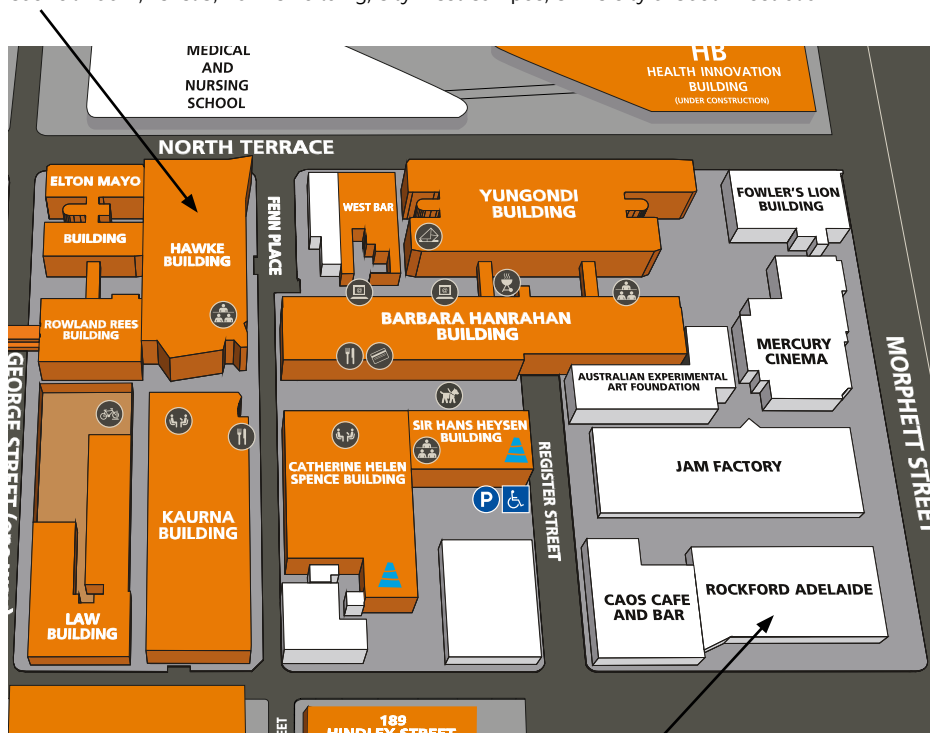 MEDICAL
AND
NURSING
SCHOOL
HB
HEALTH INNOVATION
BUILDING
(UNDER CONSTRUCTION)
NORTH TERRACE
ELTON MAYO
BUILDING
HAWKE
BUILDING
ROWLAND REES
BUILDING
FENN PLACE
WEST BAR
YUNGONDI
BUILDING
FOWLER'S LION
BUILDING
BARBARA HANRAHAN
BUILDING
MERCURY
CINEMA
AUSTRALIAN EXPERIMENTAL
ART FOUNDATION
MORPHETT STREET
GEORGE STREET
SIR HANS HEYSEN
BUILDING
CATHERINE HELEN
SPENCE BUILDING
REGISTER STREET
JAM FACTORY
P
KAURNA
BUILDING
LAW
BUILDING
CAOS CAFE
AND BAR
ROCKFORD ADELAIDE
189
HINDLEY STREET